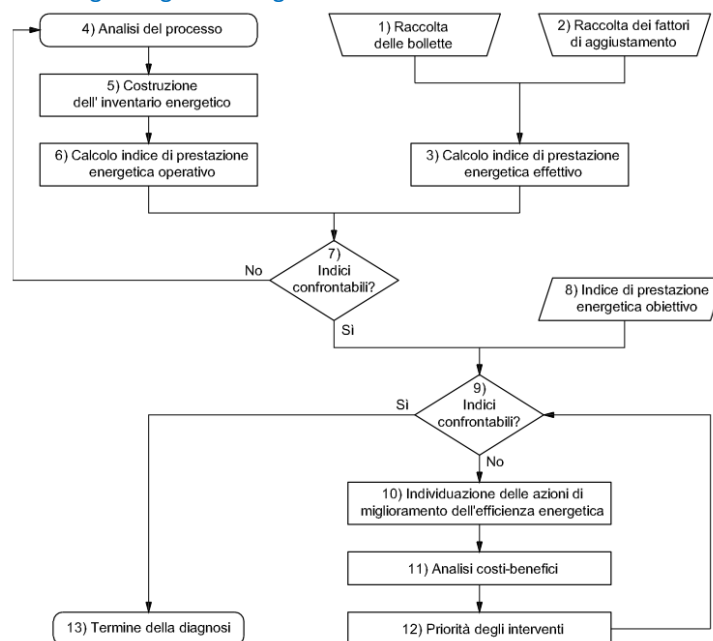 4) Analisi del processo
1) Raccolta
delle bollette
2) Raccolta dei fattori
di aggiustamento
5) Costruzione
dell' inventario energetico
6) Calcolo indice di prestazione
energetica operativo
3) Calcolo indice di prestazione
energetica effettivo
7)
Indici
confrontabili?
No
Sì
8) Indice di prestazione
energetica obiettivo
9)
Indici
confrontabili?
Sì
No
10) Individuazione delle azioni di
miglioramento dell'efficienza energetica
11) Analisi costi-benefici
12) Priorità degli interventi
13) Termine della diagnosi